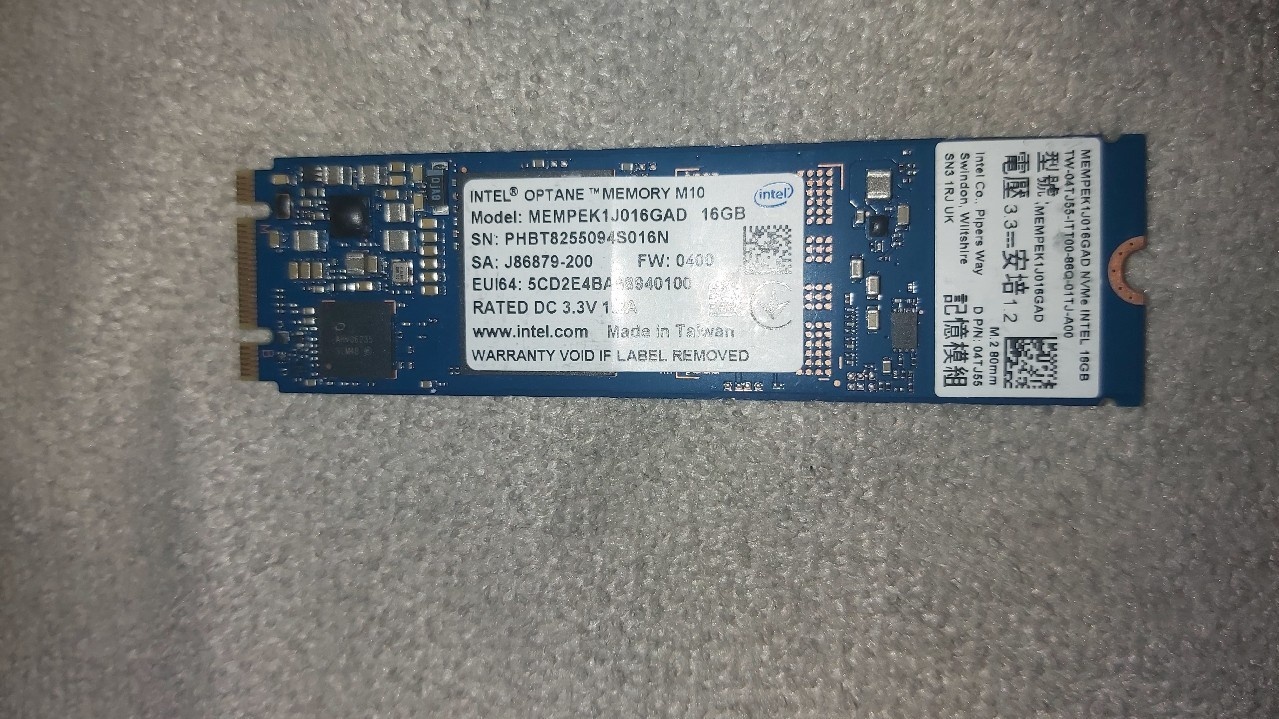 INTEL® OPTANE™ MEMORY M10
intel
Model: MEMPEK1J016GAD 16GB
SN: PHBT8255094S016N
SA: J86879-200 FW: 0400
EUI64:
RATED DC 3.3V
www.intel.com Made in Taiwan
WARRANTY VOID IF LABEL REMOVED
MEMPEK1J016GAD NVMe INTEL 16GB
M.2 80mm
D P/N: 04TJ55
型號:MEMPEK1J016GAD
電壓3.3⎓安培1.2
記憶模組
Intel Co., Pipers Way
Swindon, Wiltshire
SN3 1RJ UK